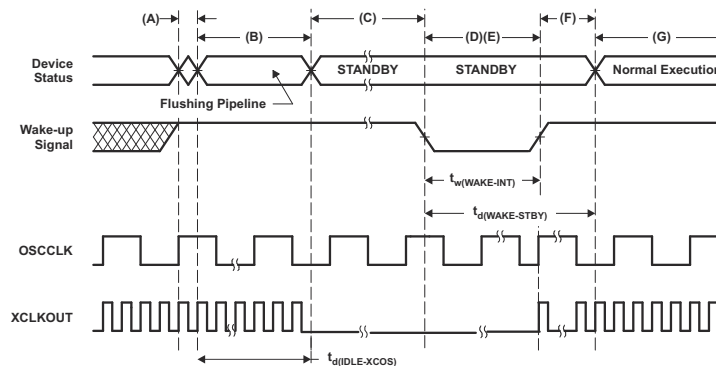 (A)
(B)
(C)
(D)(E)
(F)
(G)
Device
Status
STANDBY
STANDBY
Normal Execution
Flushing Pipeline
Wake-up
Signal
tw(WAKE-INT)
td(WAKE-STBY)
OSCCLK
XCLKOUT
td(IDLE-XCOS)